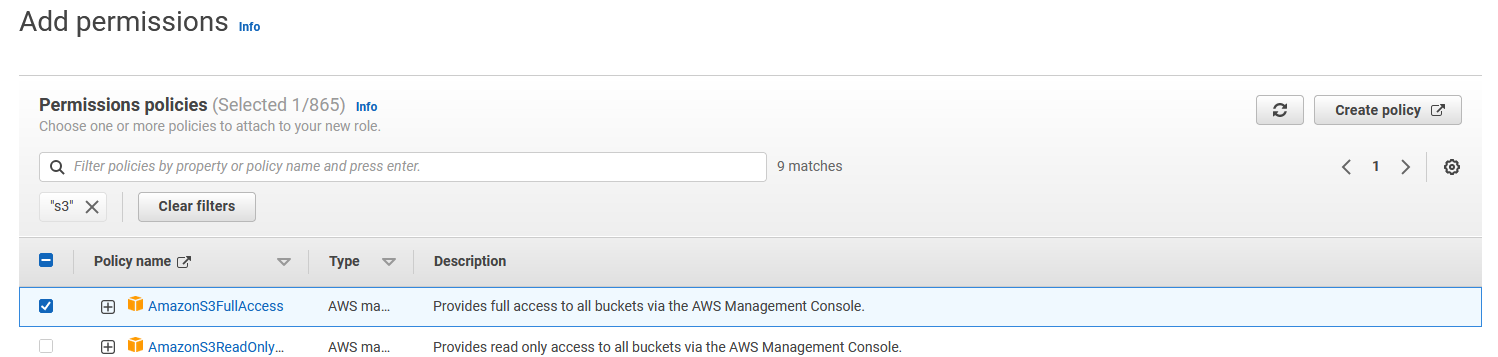 Add permissions Info
Permissions policies (Selected 1/865) Info
Choose one or more policies to attach to your new role.
Create policy
Filter policies by property or policy name and press enter.
9 matches
1
"s3"
Clear filters
Policy name
Type
Description
AmazonS3FullAccess
AWS ma...
Provides full access to all buckets via the AWS Management Console.
AmazonS3ReadOnly...
AWS ma...
Provides read only access to all buckets via the AWS Management Console.